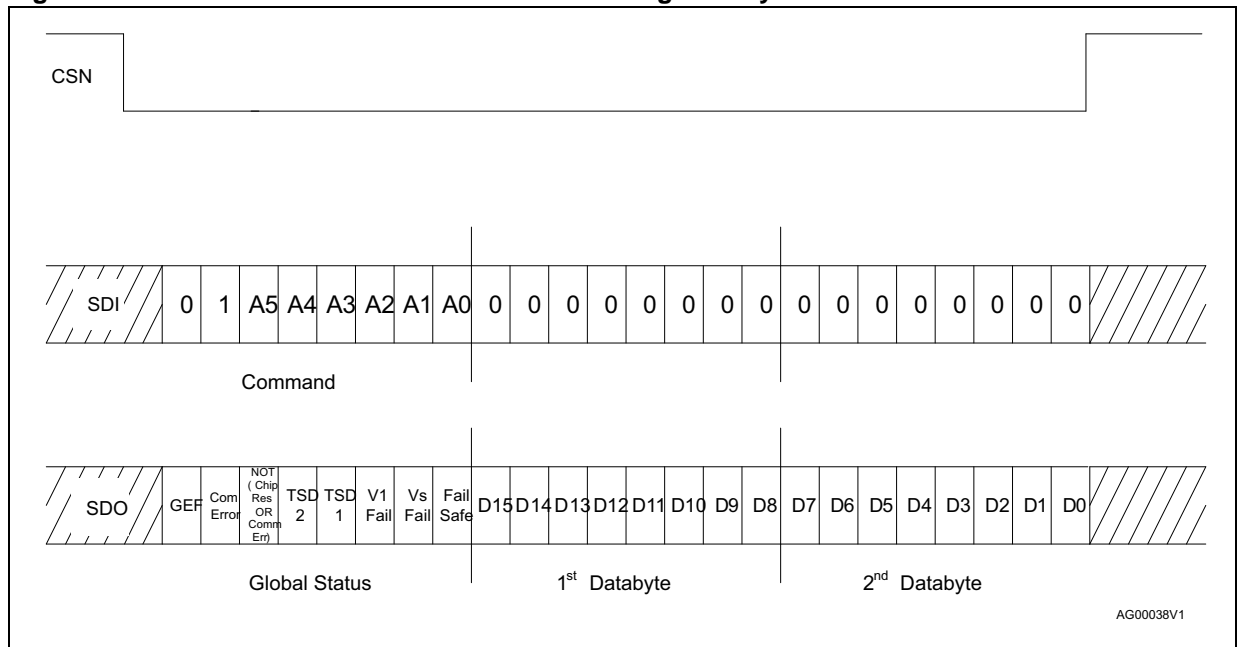 CSN
SDI 0 1 A5 A4 A3 A2 A1 A0 0 0 0 0 0 0 0 0 0 0 0 0 0 0 0 0
Command
SDO GEF Com Error NOT ( Chip Res OR Comm Err) TSD 2 TSD 1 V1 Fail Vs Fail Fail Safe D15 D14 D13 D12 D11 D10 D9 D8 D7 D6 D5 D4 D3 D2 D1 D0
Global Status 1st Databyte 2nd Databyte
AG00038V1